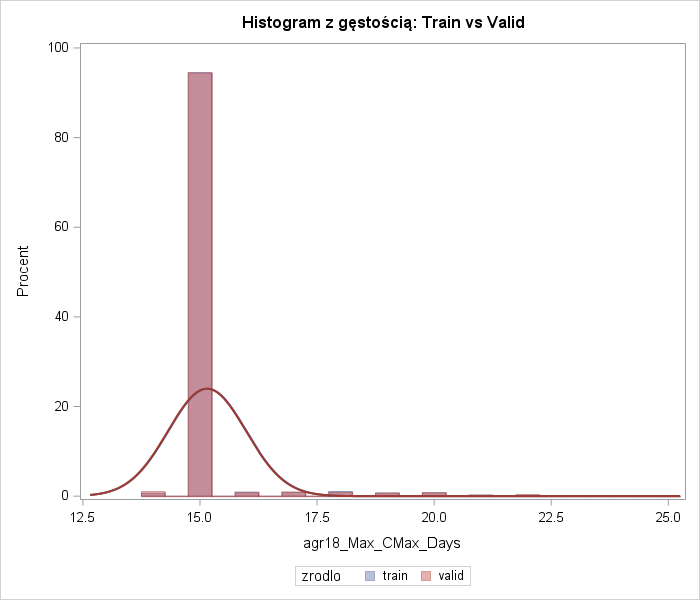 Histogram z gęstością: Train vs Valid
100
80
60
40
20
0
Procent
12.5 15.0 17.5 20.0 22.5 25.0
agr18_Max_CMax_Days
zrodlo train valid